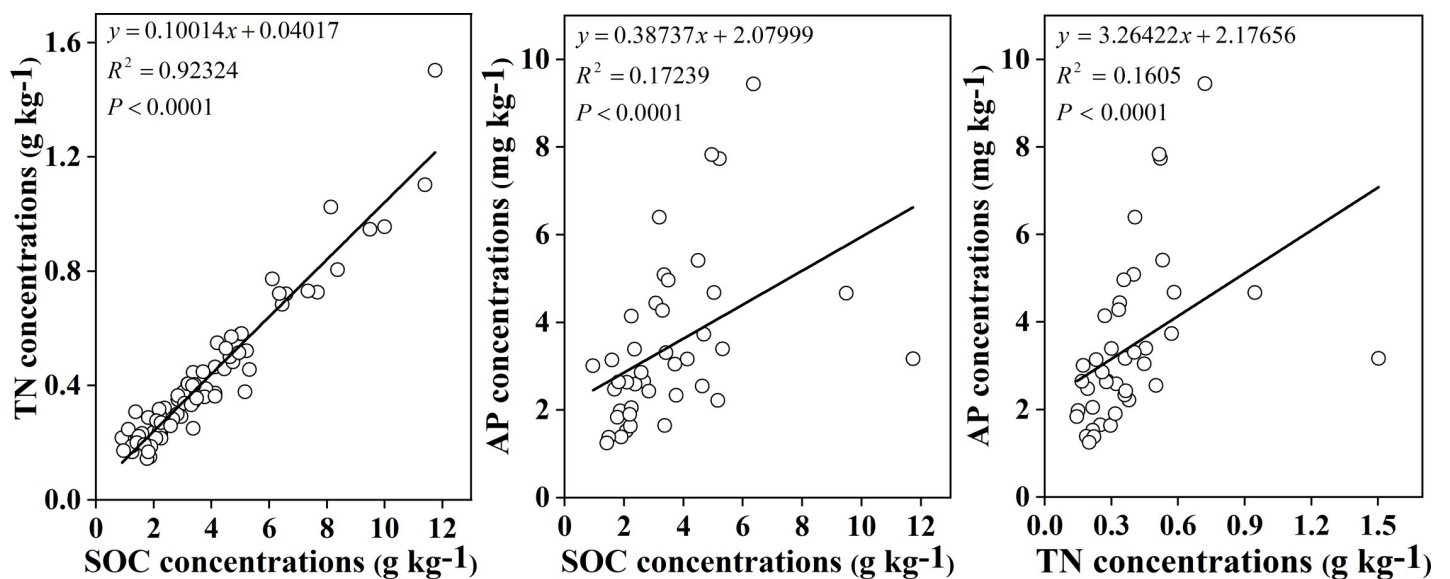 y = 0.10014x + 0.04017
R² = 0.92324
P < 0.0001
1.6
1.2
0.8
0.4
0.0
0 2 4 6 8 10 12
TN concentrations (g kg-1)
SOC concentrations (g kg-1)
y = 0.38737x + 2.07999
R² = 0.17239
P < 0.0001
10
8
6
4
2
0
0 2 4 6 8 10 12
AP concentrations (mg kg-1)
SOC concentrations (g kg-1)
y = 3.26422x + 2.17656
R² = 0.1605
P < 0.0001
10
8
6
4
2
0
0.0 0.3 0.6 0.9 1.2 1.5
AP concentrations (mg kg-1)
TN concentrations (g kg-1)